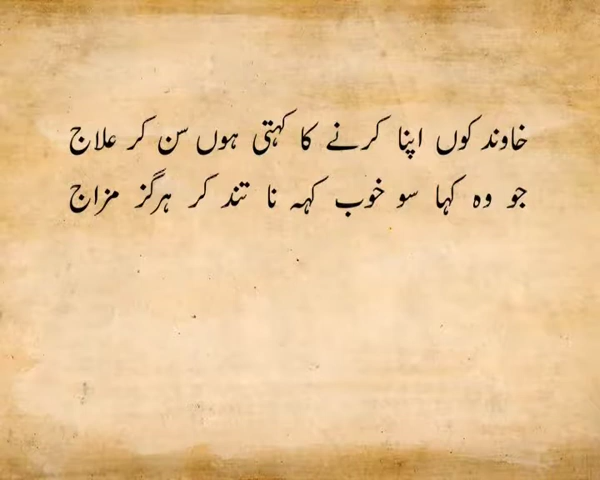 خاوند کوں اپنا کرنے کا کہتی ہوں سن کر علاج
جو وہ کہا سو خوب کہہ نا تند کر ہرگز مزاج